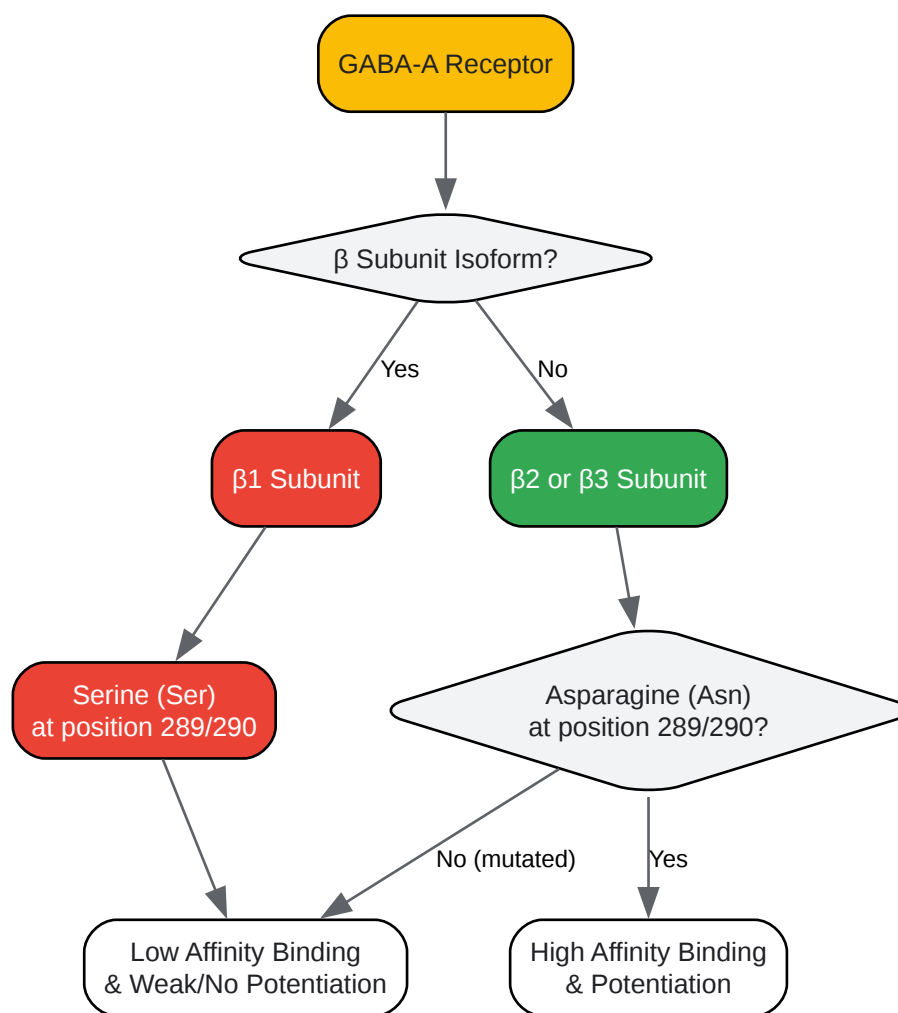 GABA-A Receptor
β Subunit Isoform?
Yes
No
β1 Subunit
β2 or β3 Subunit
Serine (Ser)
at position 289/290
Asparagine (Asn)
at position 289/290?
No (mutated)
Yes
Low Affinity Binding
& Weak/No Potentiation
High Affinity Binding
& Potentiation